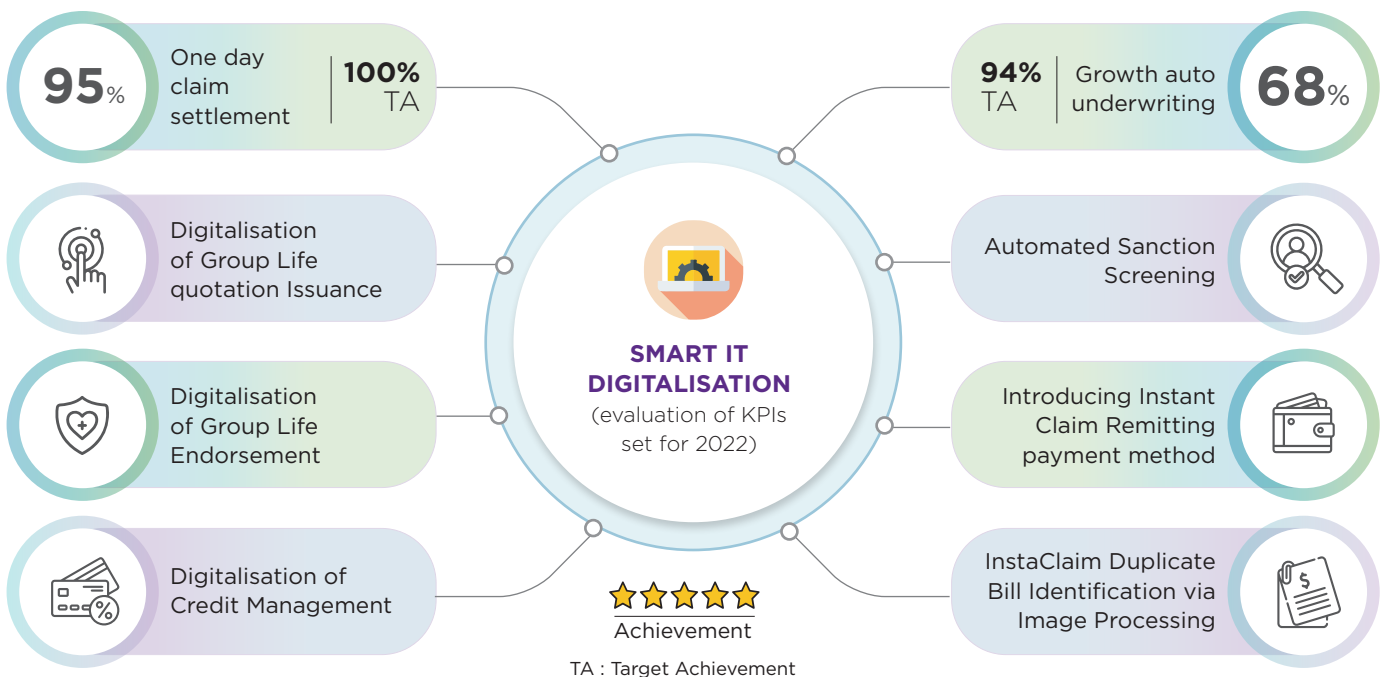 95%
One day
claim
settlement
100%
TA
Digitalisation
of Group Life
quotation Issuance
Digitalisation
of Group Life
Endorsement
Digitalisation of
Credit Management
SMART IT
DIGITALISATION
(evaluation of KPIs
set for 2022)
Achievement
TA : Target Achievement
94%
TA
Growth auto
underwriting
68%
Automated Sanction
Screening
Introducing Instant
Claim Remitting
payment method
InstaClaim Duplicate
Bill Identification via
Image Processing
%
$